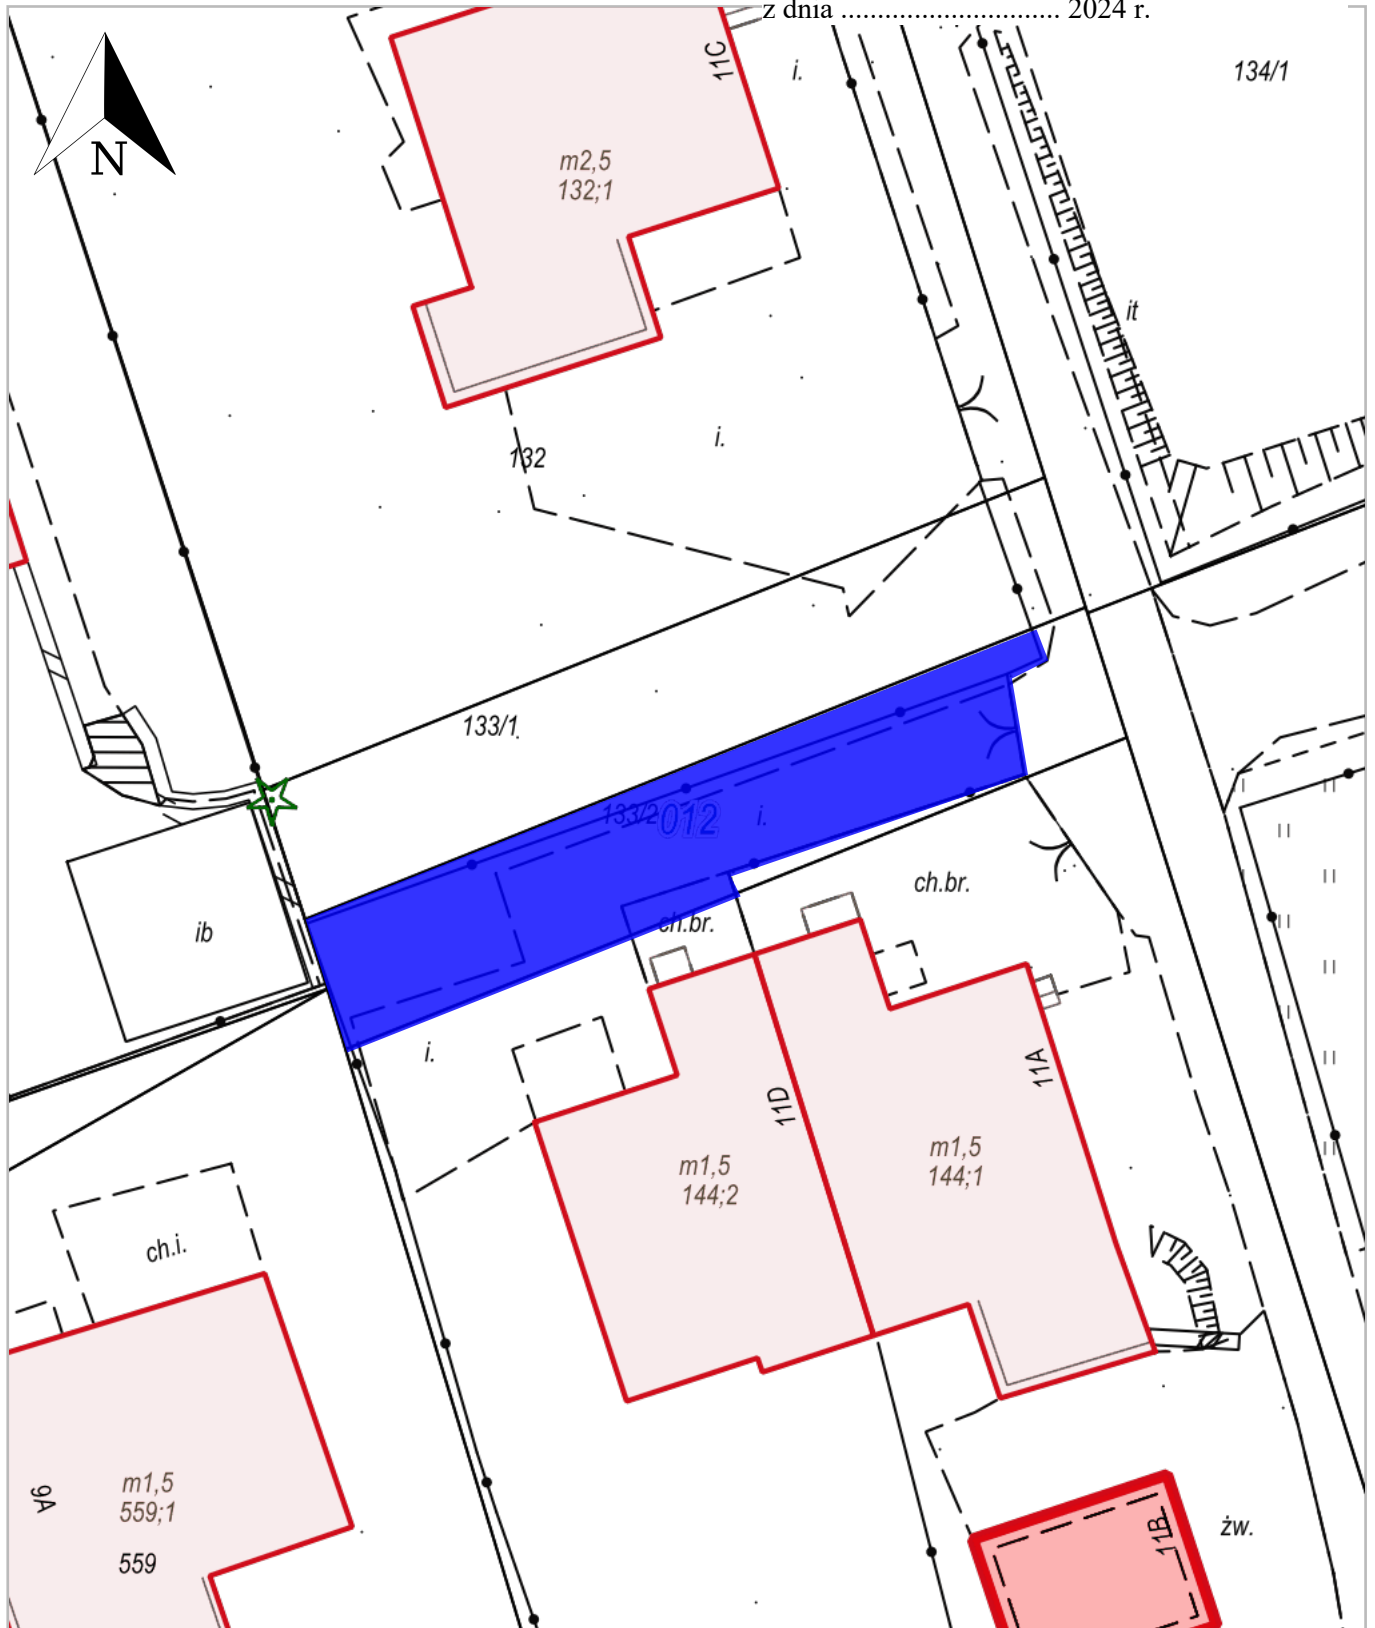 z dnia .............................. 2024 r.
N
11C
i.
134/1
m2,5
132;1
it
i.
132
133/1
133/2
012
i.
ch.br.
ch.br.
ib
i.
11A
11D
m1,5
144;1
m1,5
144;2
ch.i.
9A
m1,5
559;1
559
11B
żw.